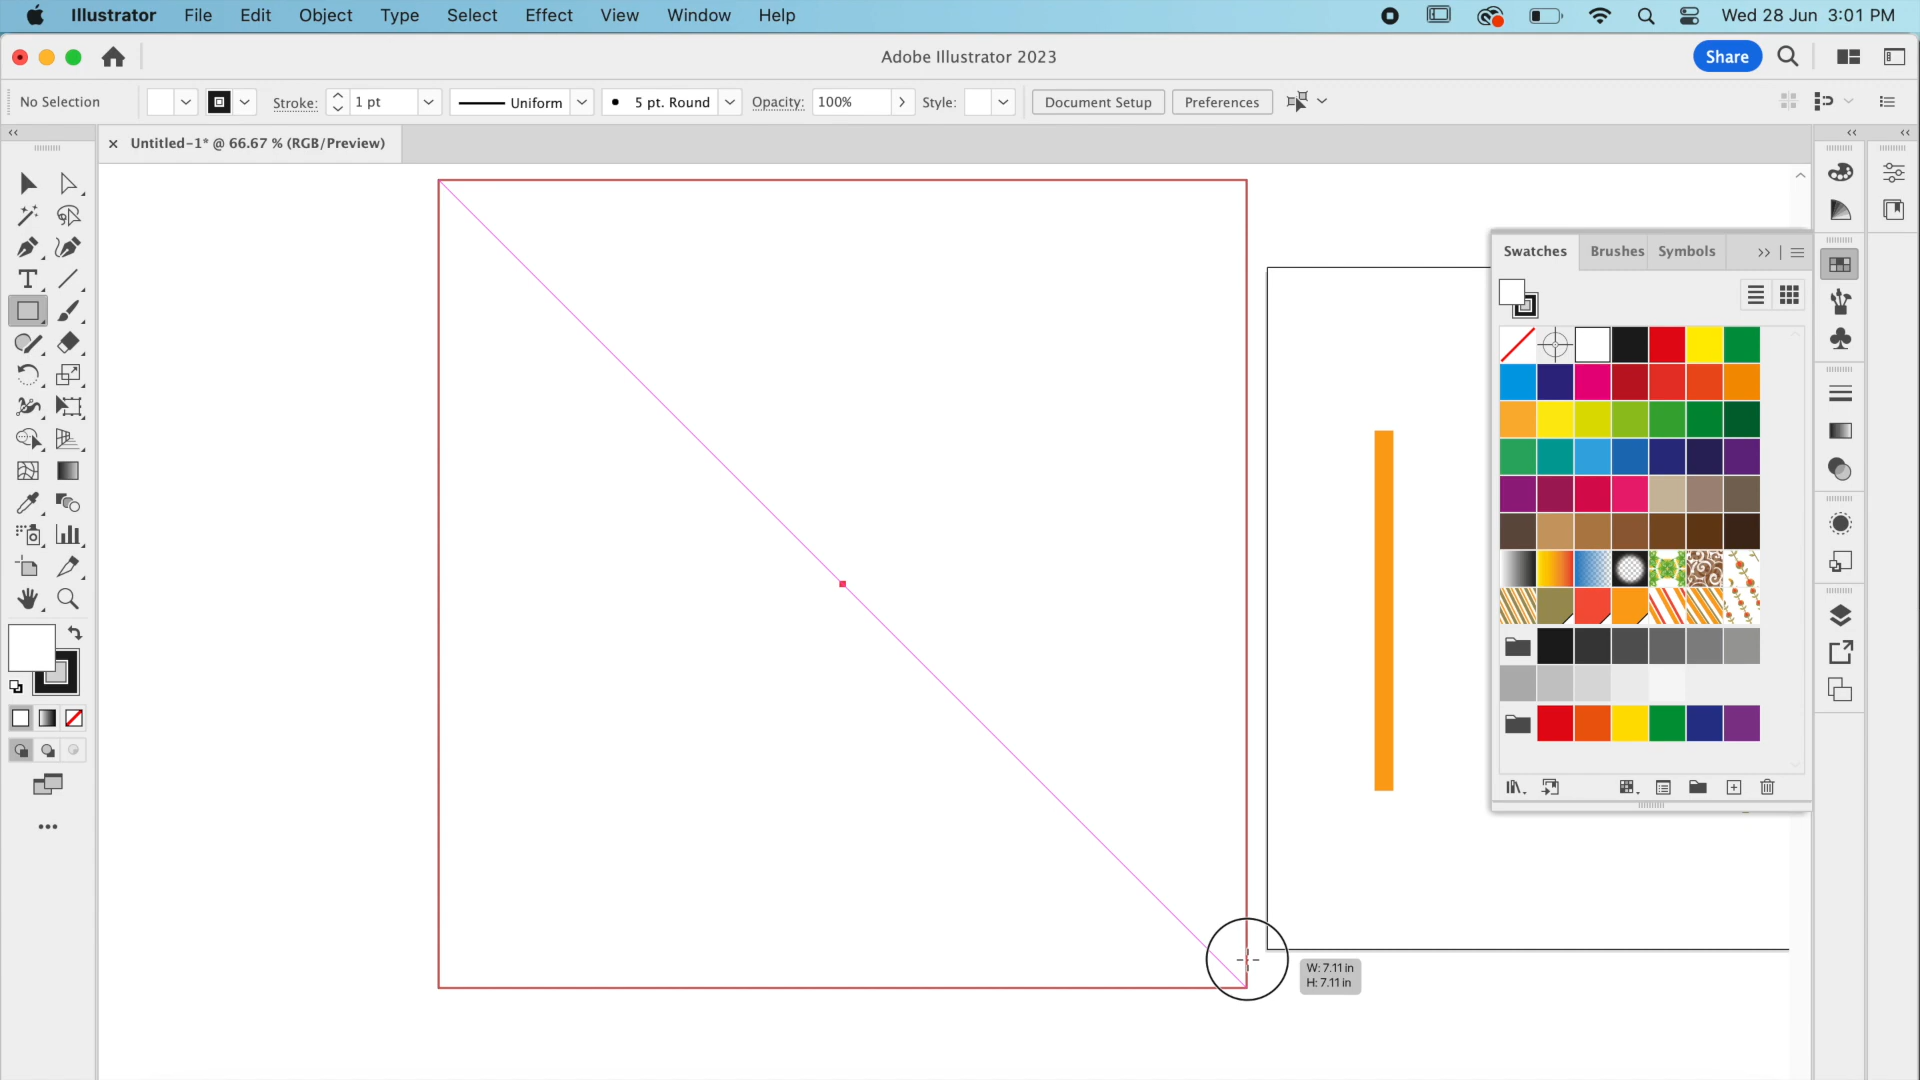 Illustrator File Edit Object Type Select Effect View Window Help Wed 28 Jun 3:01 PM
Adobe Illustrator 2023 Share
No Selection Stroke: 1 pt Uniform 5 pt. Round Opacity: 100% Style: Document Setup Preferences
Untitled-1* @ 66.67 % (RGB/Preview)
Swatches Brushes Symbols
W: 7.11 in
H: 7.11 in